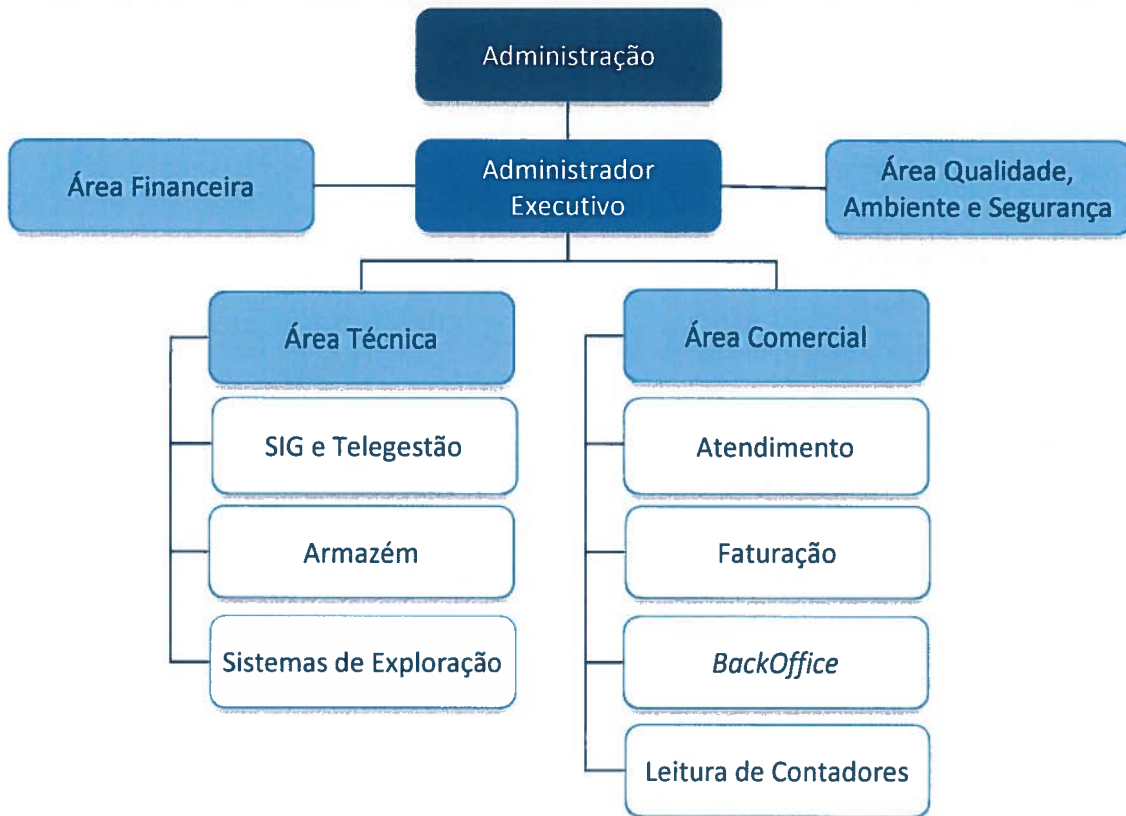 Administração
Área Financeira
Administrador
Executivo
Área Qualidade,
Ambiente e Segurança
Área Técnica
Área Comercial
SIG e Telegestão
Atendimento
Armazém
Faturação
Sistemas de Exploração
BackOffice
Leitura de Contadores